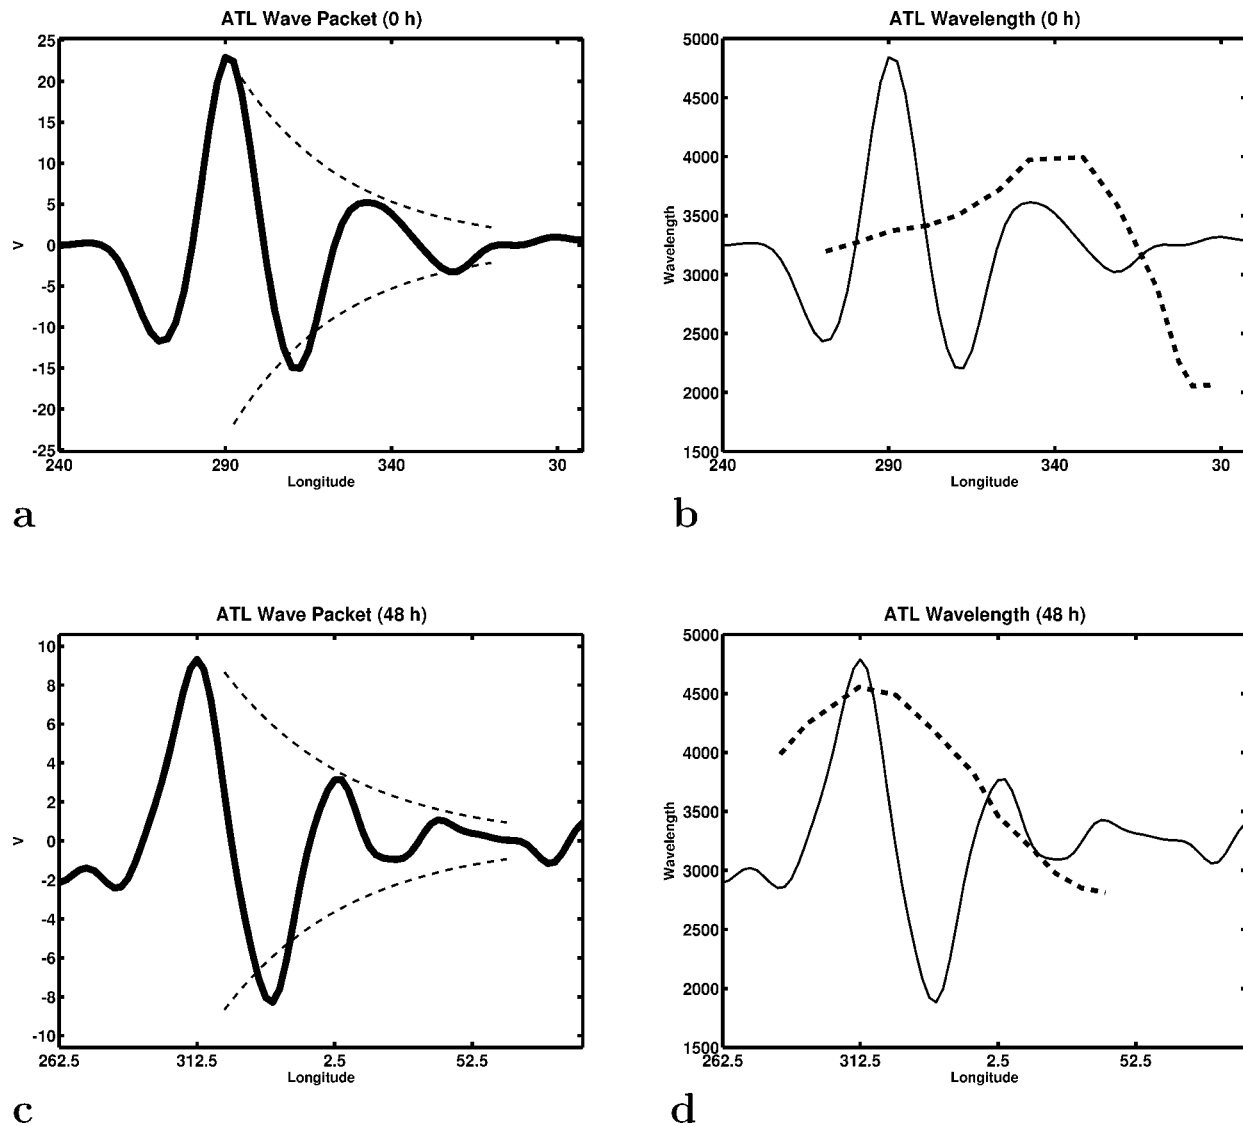 ATL Wave Packet (0 h)
25
20
15
10
5
0
-5
-10
-15
-20
-25
V
240 290 340 30
Longitude
a
ATL Wavelength (0 h)
5000
4500
4000
3500
3000
2500
2000
1500
Wavelength
240 290 340 30
Longitude
b
ATL Wave Packet (48 h)
10
8
6
4
2
0
-2
-4
-6
-8
-10
V
262.5 312.5 2.5 52.5
Longitude
c
ATL Wavelength (48 h)
5000
4500
4000
3500
3000
2500
2000
1500
Wavelength
262.5 312.5 2.5 52.5
Longitude
d